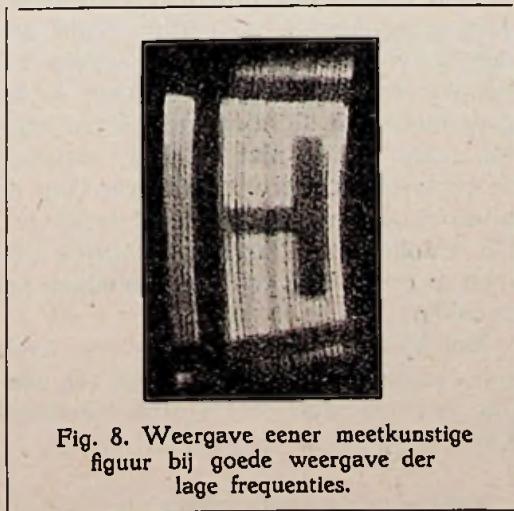 Fig. 8. Weergave eener meetkunstige
figuur bij goede weergave der
lage frequenties.